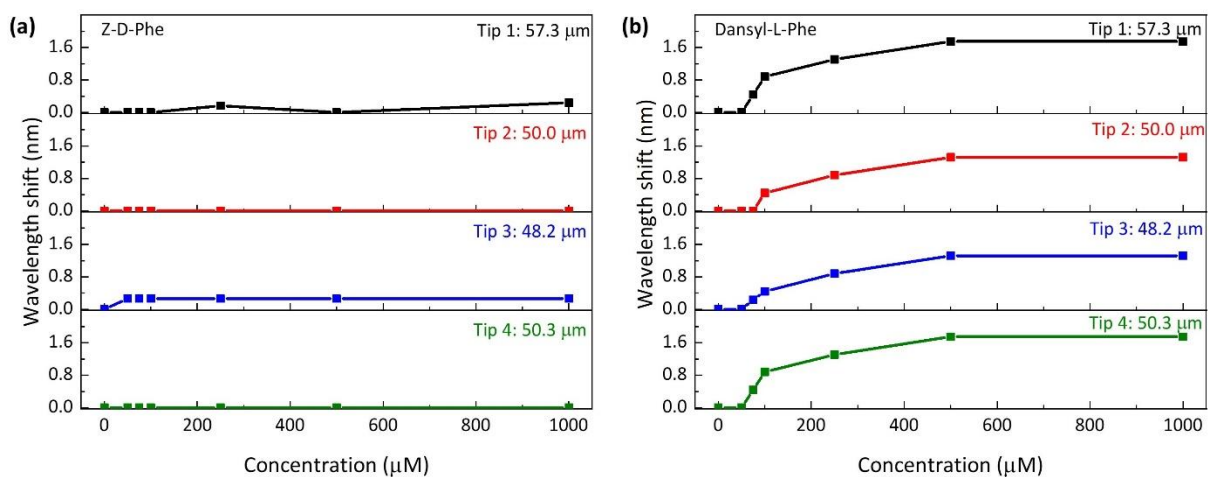 (a)
Z-D-Phe
Tip 1: 57.3 μm
1.6
0.8
0.0
Tip 2: 50.0 μm
1.6
0.8
0.0
Tip 3: 48.2 μm
1.6
0.8
0.0
Tip 4: 50.3 μm
1.6
0.8
0.0
Wavelength shift (nm)
0 200 400 600 800 1000
Concentration (μM)
(b)
Dansyl-L-Phe
Tip 1: 57.3 μm
1.6
0.8
0.0
Tip 2: 50.0 μm
1.6
0.8
0.0
Tip 3: 48.2 μm
1.6
0.8
0.0
Tip 4: 50.3 μm
1.6
0.8
0.0
Wavelength shift (nm)
0 200 400 600 800 1000
Concentration (μM)